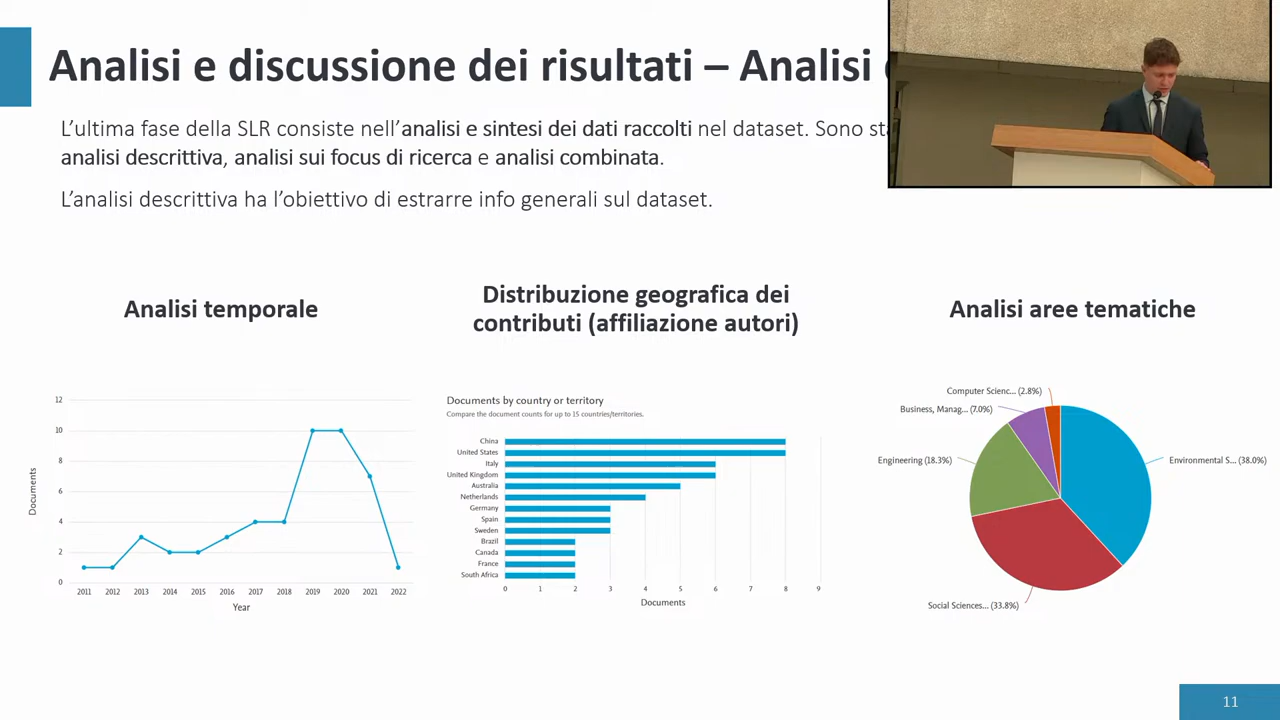 Analisi e discussione dei risultati – Analisi
L’ultima fase della SLR consiste nell’analisi e sintesi dei dati raccolti nel dataset. Sono
analisi descrittiva, analisi sui focus di ricerca e analisi combinata.
L’analisi descrittiva ha l’obiettivo di estrarre info generali sul dataset.
Analisi temporale
Distribuzione geografica dei
contributi (affiliazione autori)
Analisi aree tematiche
12
10
8
6
4
2
0
Documents
2011 2012 2013 2014 2015 2016 2017 2018 2019 2020 2021 2022
Year
Documents by country or territory
Compare the document counts for up to 15 countries/territories.
China
United States
Italy
United Kingdom
Australia
Netherlands
Germany
Spain
Sweden
Brazil
Canada
France
South Africa
0 1 2 3 4 5 6 7 8 9
Documents
Computer Scienc... (2.8%)
Business, Manag... (7.0%)
Engineering (18.3%)
Environmental S... (38.0%)
Social Sciences... (33.8%)
11